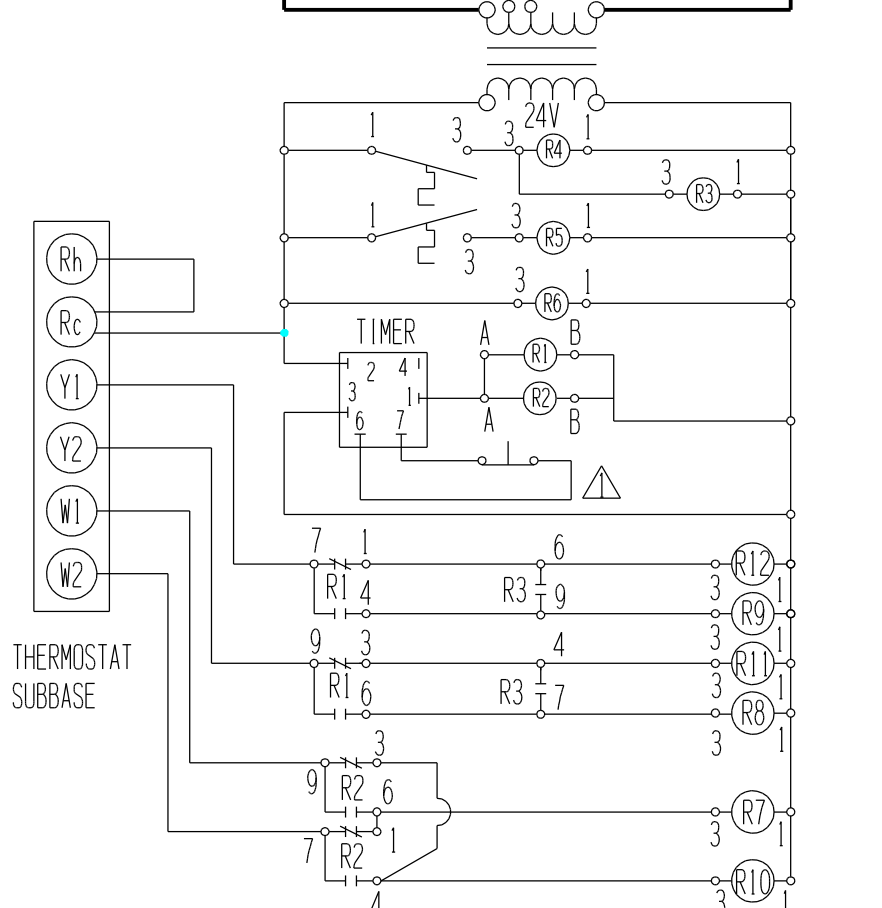 24V
1 3 3 R4 1
3 R3 1
1 3 3 R5 1
3 R6 1
Rh
Rc
Y1
Y2
W1
W2
THERMOSTAT
SUBBASE
TIMER
2 4
3 1
6 7
A R1 B
A R2 B
1
7 1 6 3 R12 1
R1 4 R3 9 3 R9 1
9 3 4 3 R11 1
R1 6 R3 7 3 R8 1
9 3
R2 6 3 R7 1
7 1
R2 4 3 R10 1